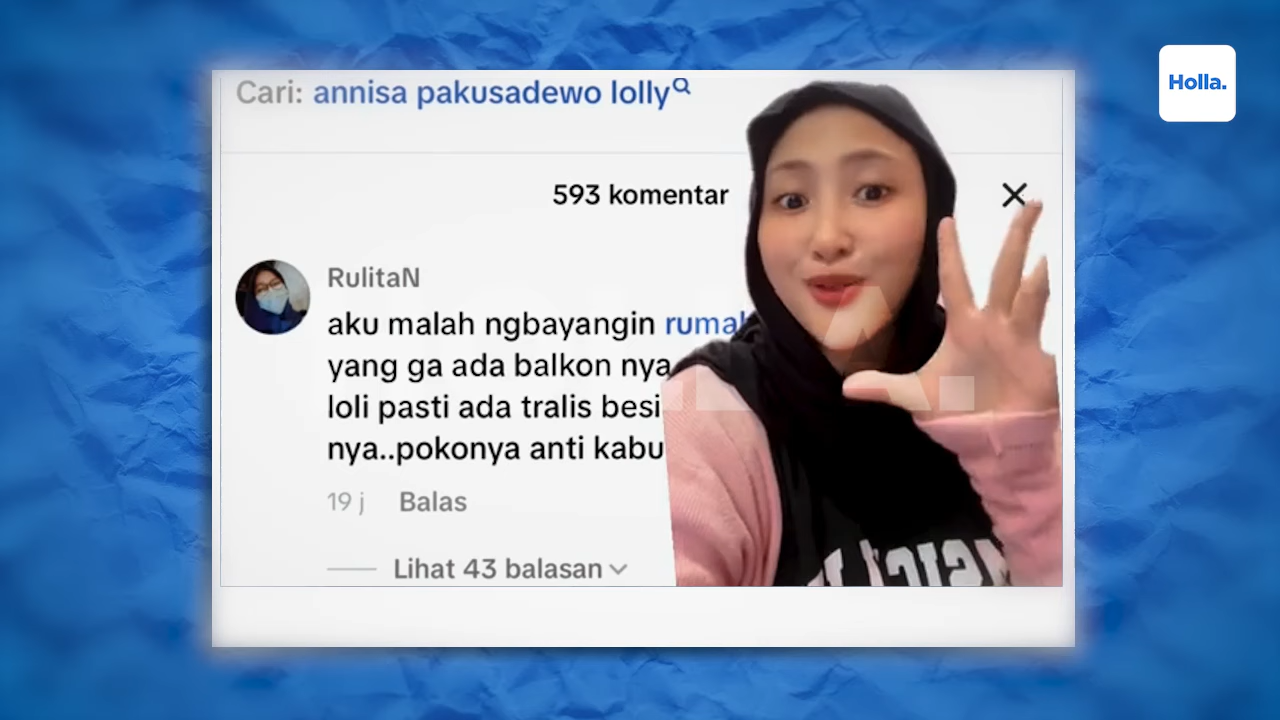 Holla.
Cari: annisa pakusadewo lolly
593 komentar
RulitaN
aku malah ngbayangin
yang ga ada balkon nya
loli pasti ada tralis besi
nya..pokonya anti
19 j Balas
Lihat 43 balasan